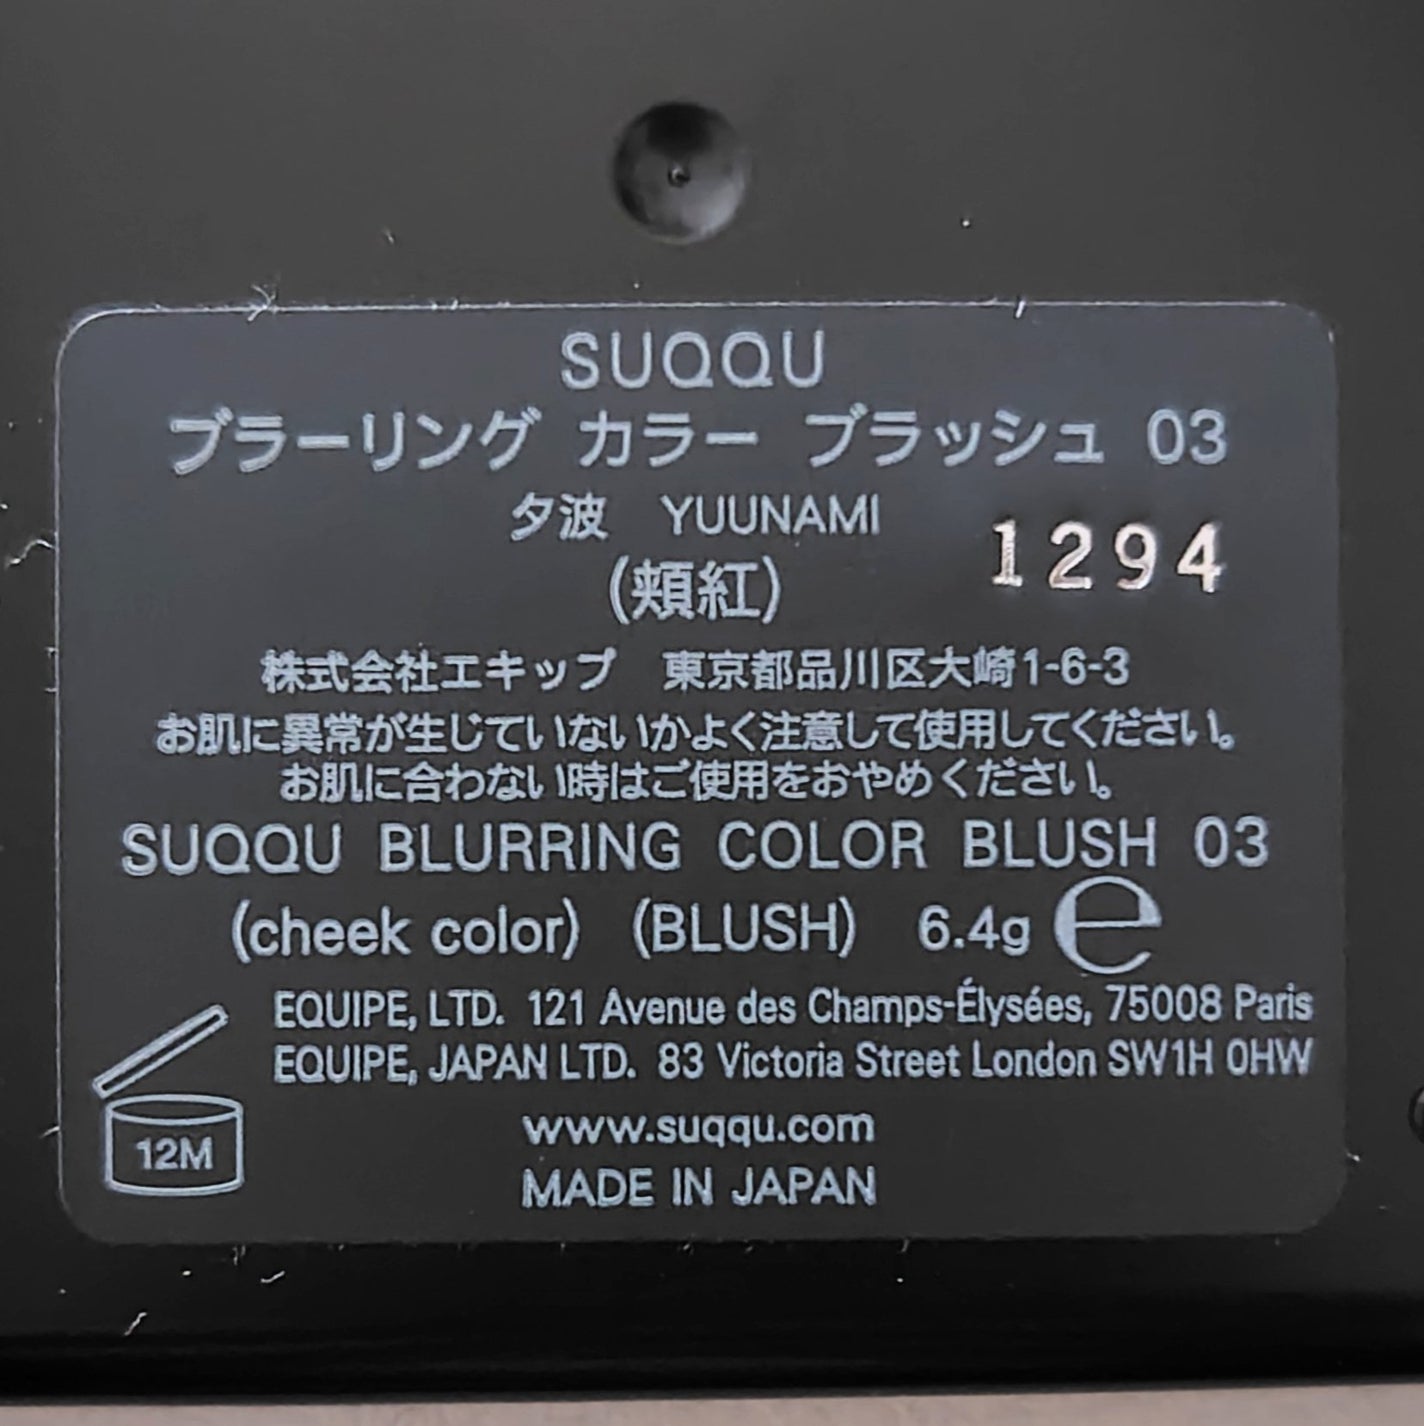 SUQQU
ブラーリング カラー ブラッシュ 03
夕波 YUUNAMI
1294
(頬紅)
株式会社エキップ 東京都品川区大崎1-6-3
お肌に異常が生じていないかよく注意して使用してください。
お肌に合わない時はご使用をおやめください。
SUQQU BLURRING COLOR BLUSH 03
(cheek color) (BLUSH) 6.4g ℮
EQUIPE, LTD. 121 Avenue des Champs-Élysées, 75008 Paris
EQUIPE, JAPAN LTD. 83 Victoria Street London SW1H 0HW
12M
www.suqqu.com
MADE IN JAPAN